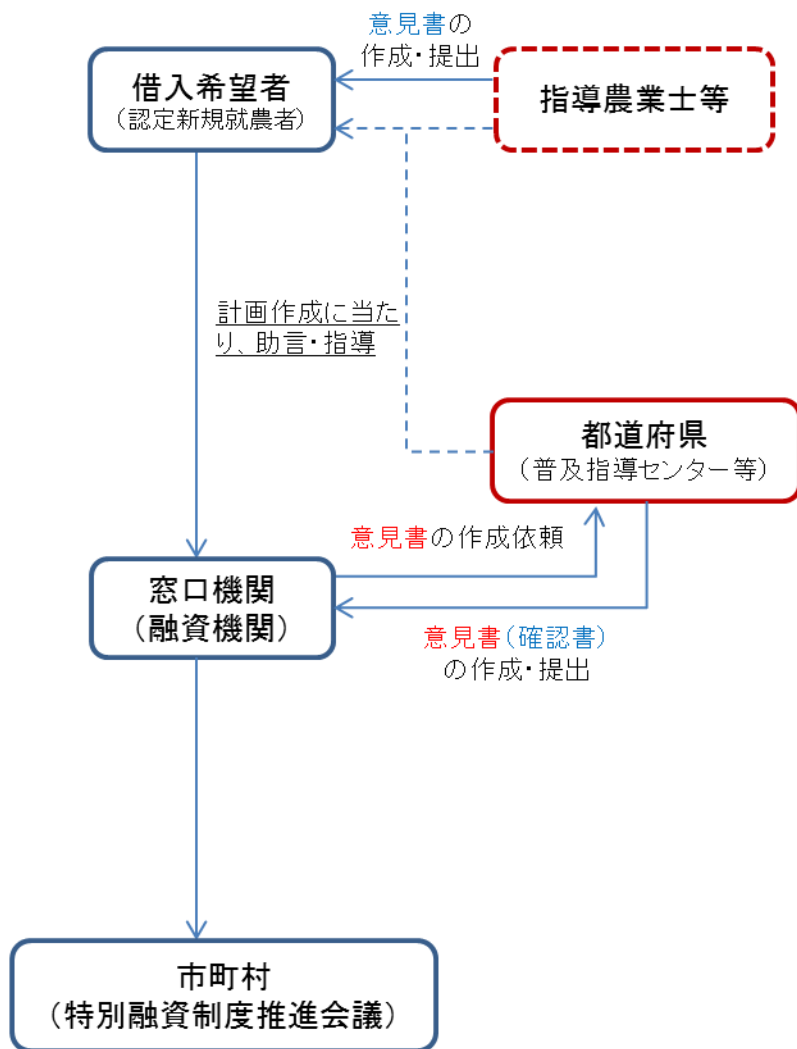 意見書の
作成・提出
借入希望者
（認定新規就農者）
指導農業士等
計画作成に当た
り、助言・指導
都道府県
（普及指導センター等）
意見書の作成依頼
窓口機関
（融資機関）
意見書（確認書）
の作成・提出
市町村
（特別融資制度推進会議）